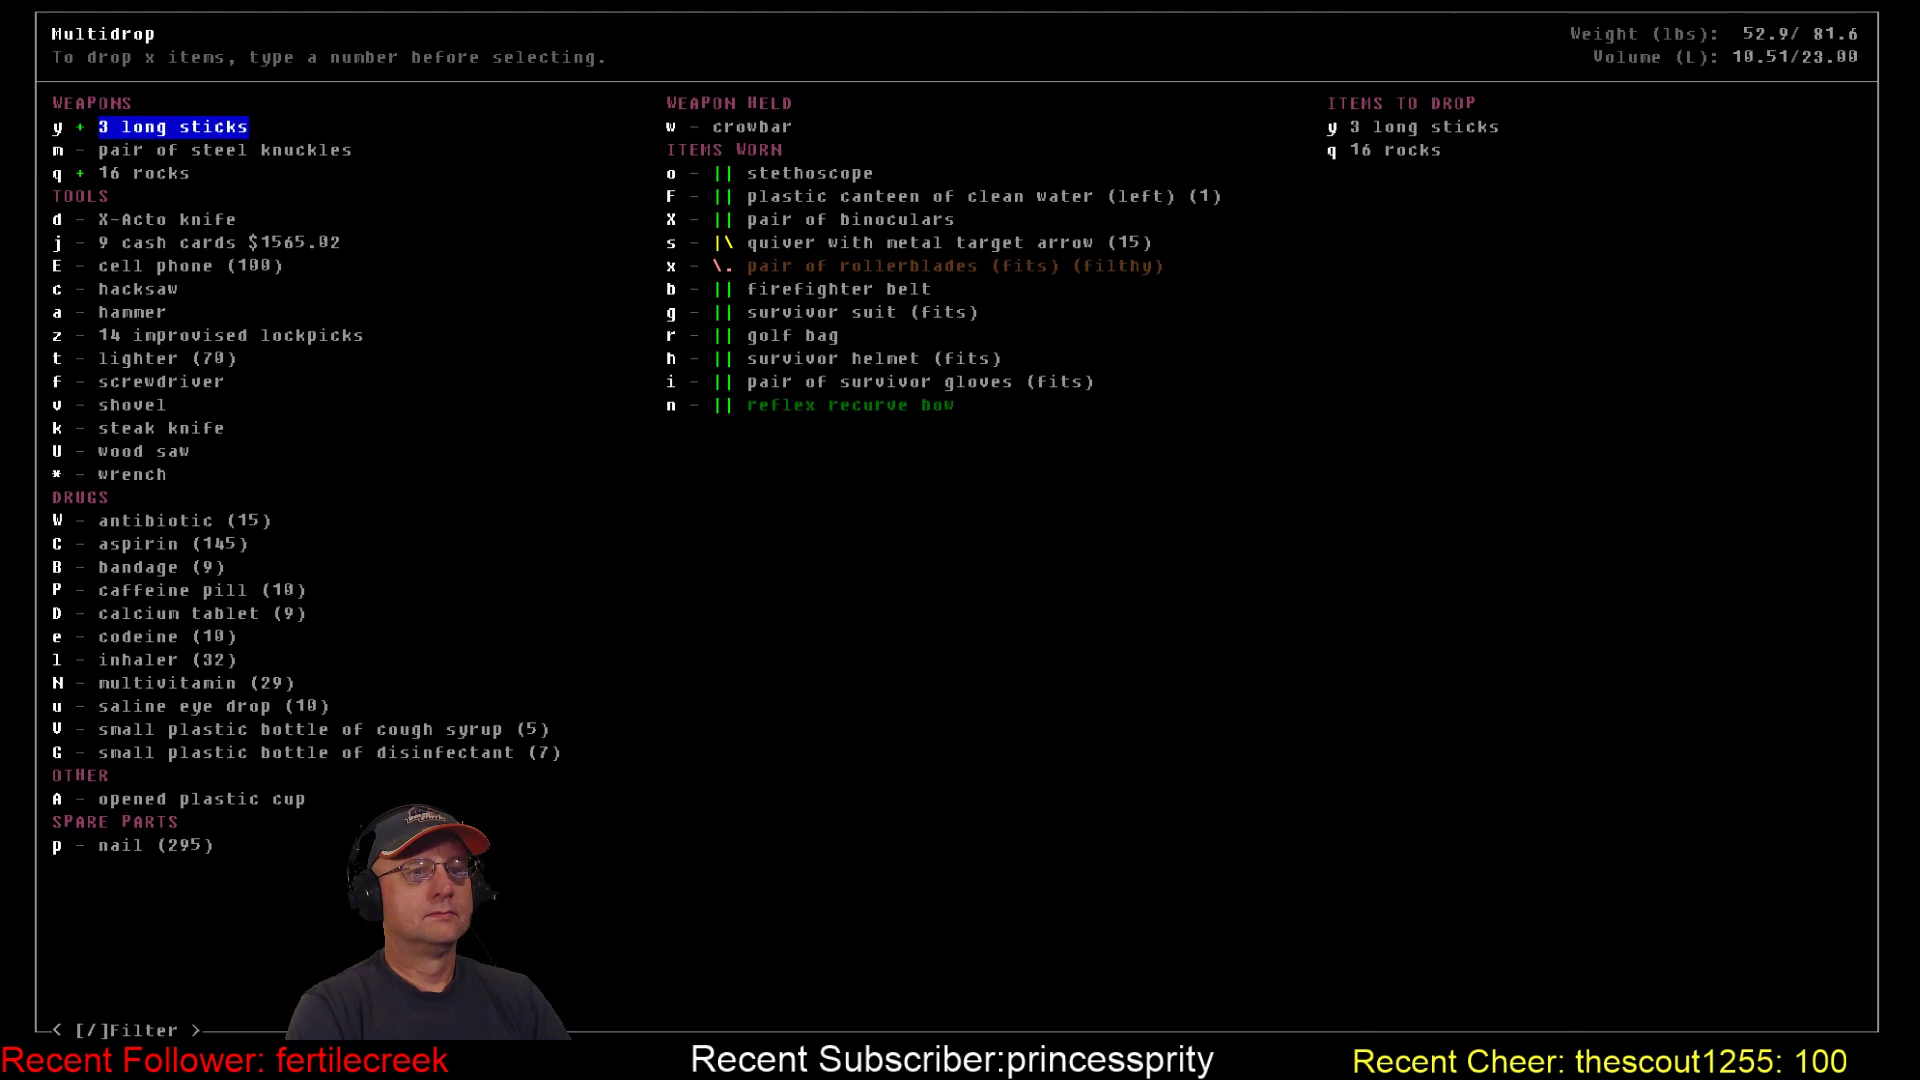 Multidrop
To drop x items, type a number before selecting.
Weight (lbs): 52.9/ 81.6
Volume (L): 10.51/23.00
WEAPONS
y + 3 long sticks
m - pair of steel knuckles
q + 16 rocks
TOOLS
d - X-Acto knife
j - 9 cash cards $1565.02
E - cell phone (100)
c - hacksaw
a - hammer
z - 14 improvised lockpicks
t - lighter (70)
f - screwdriver
v - shovel
k - steak knife
U - wood saw
* - wrench
DRUGS
W - antibiotic (15)
C - aspirin (145)
B - bandage (9)
P - caffeine pill (10)
D - calcium tablet (9)
e - codeine (10)
l - inhaler (32)
N - multivitamin (29)
u - saline eye drop (10)
V - small plastic bottle of cough syrup (5)
G - small plastic bottle of disinfectant (7)
OTHER
A - opened plastic cup
SPARE PARTS
p - nail (295)
WEAPON HELD
w - crowbar
ITEMS WORN
o - || stethoscope
F - || plastic canteen of clean water (left) (1)
X - || pair of binoculars
s - |\ quiver with metal target arrow (15)
x - \. pair of rollerblades (fits) (filthy)
b - || firefighter belt
g - || survivor suit (fits)
r - || golf bag
h - || survivor helmet (fits)
i - || pair of survivor gloves (fits)
n - || reflex recurve bow
ITEMS TO DROP
y 3 long sticks
q 16 rocks
< [/]Filter >
Recent Follower: fertilecreek
Recent Subscriber:princessprity
Recent Cheer: thescout1255: 100